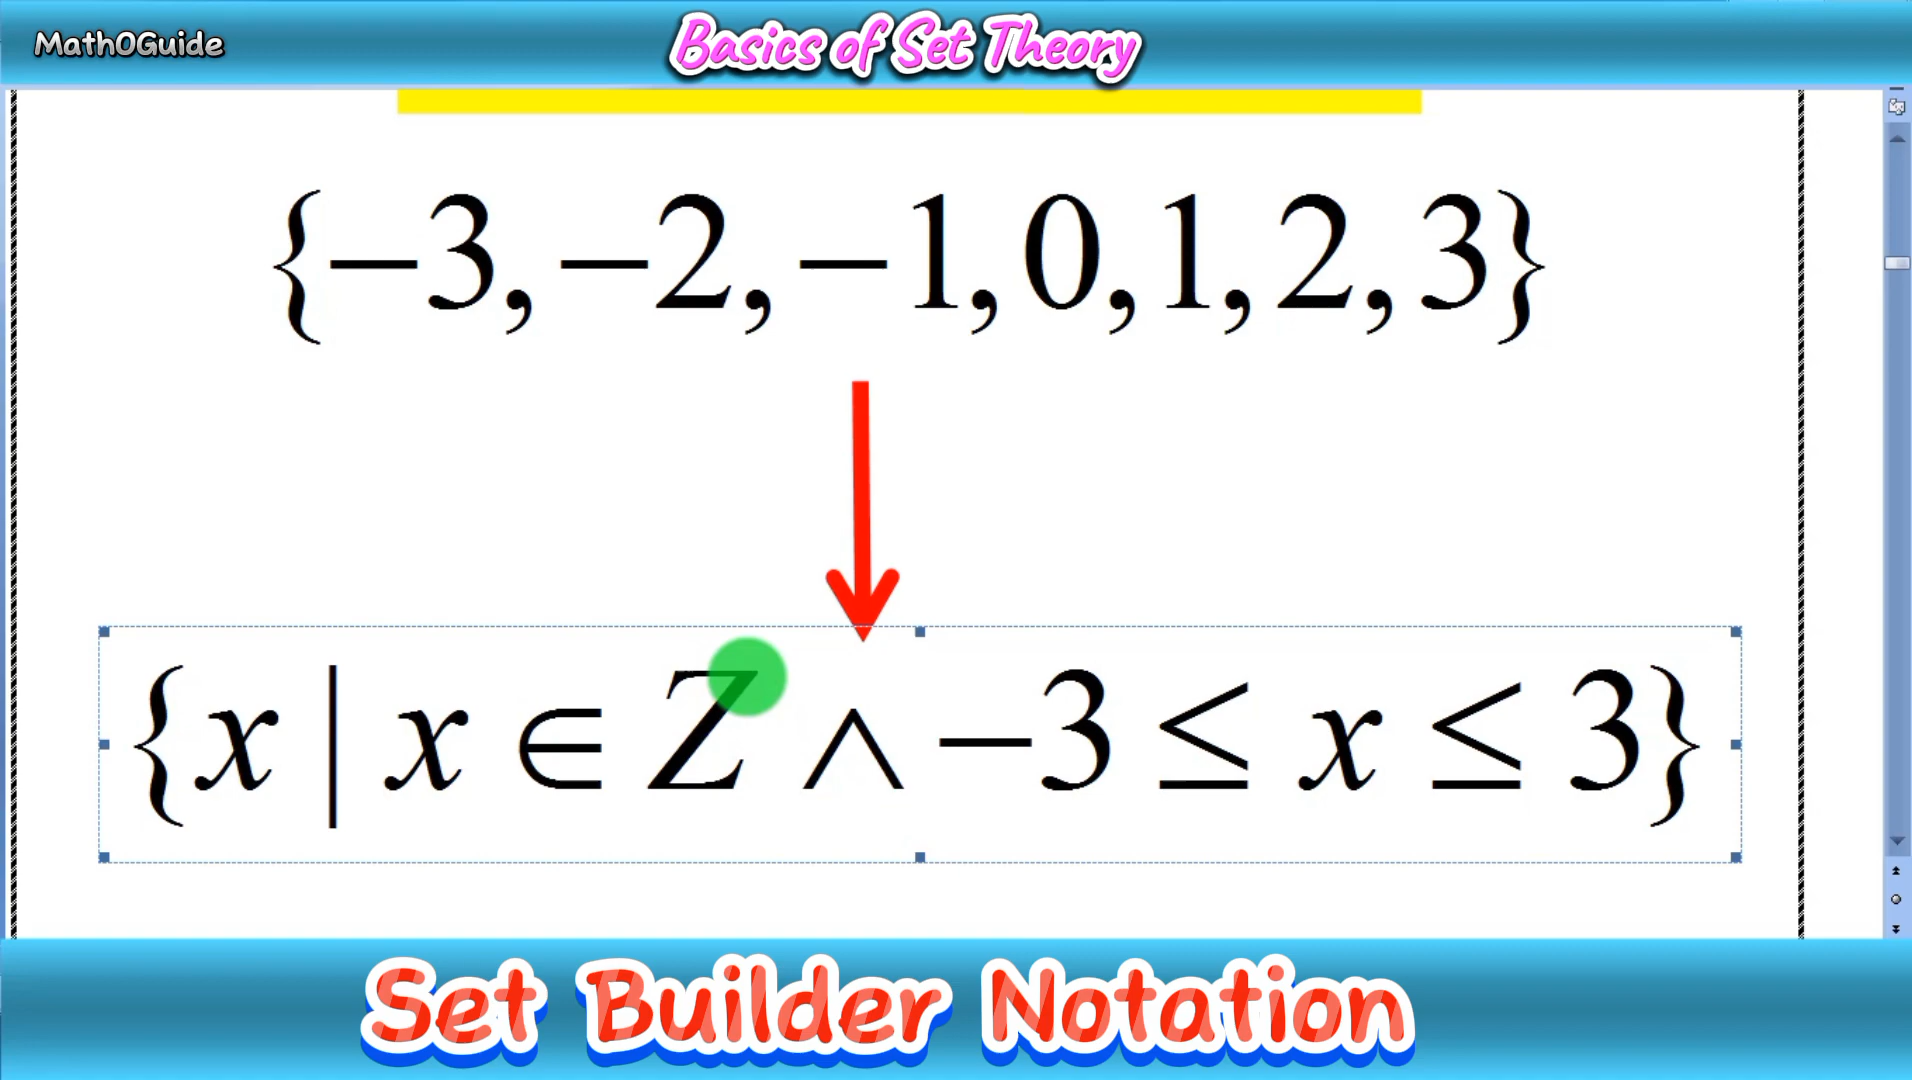 MathOGuide
Basics of Set Theory
{−3, −2, −1, 0, 1, 2, 3}
{x | x ∈ Z ∧ −3 ≤ x ≤ 3}
Set Builder Notation